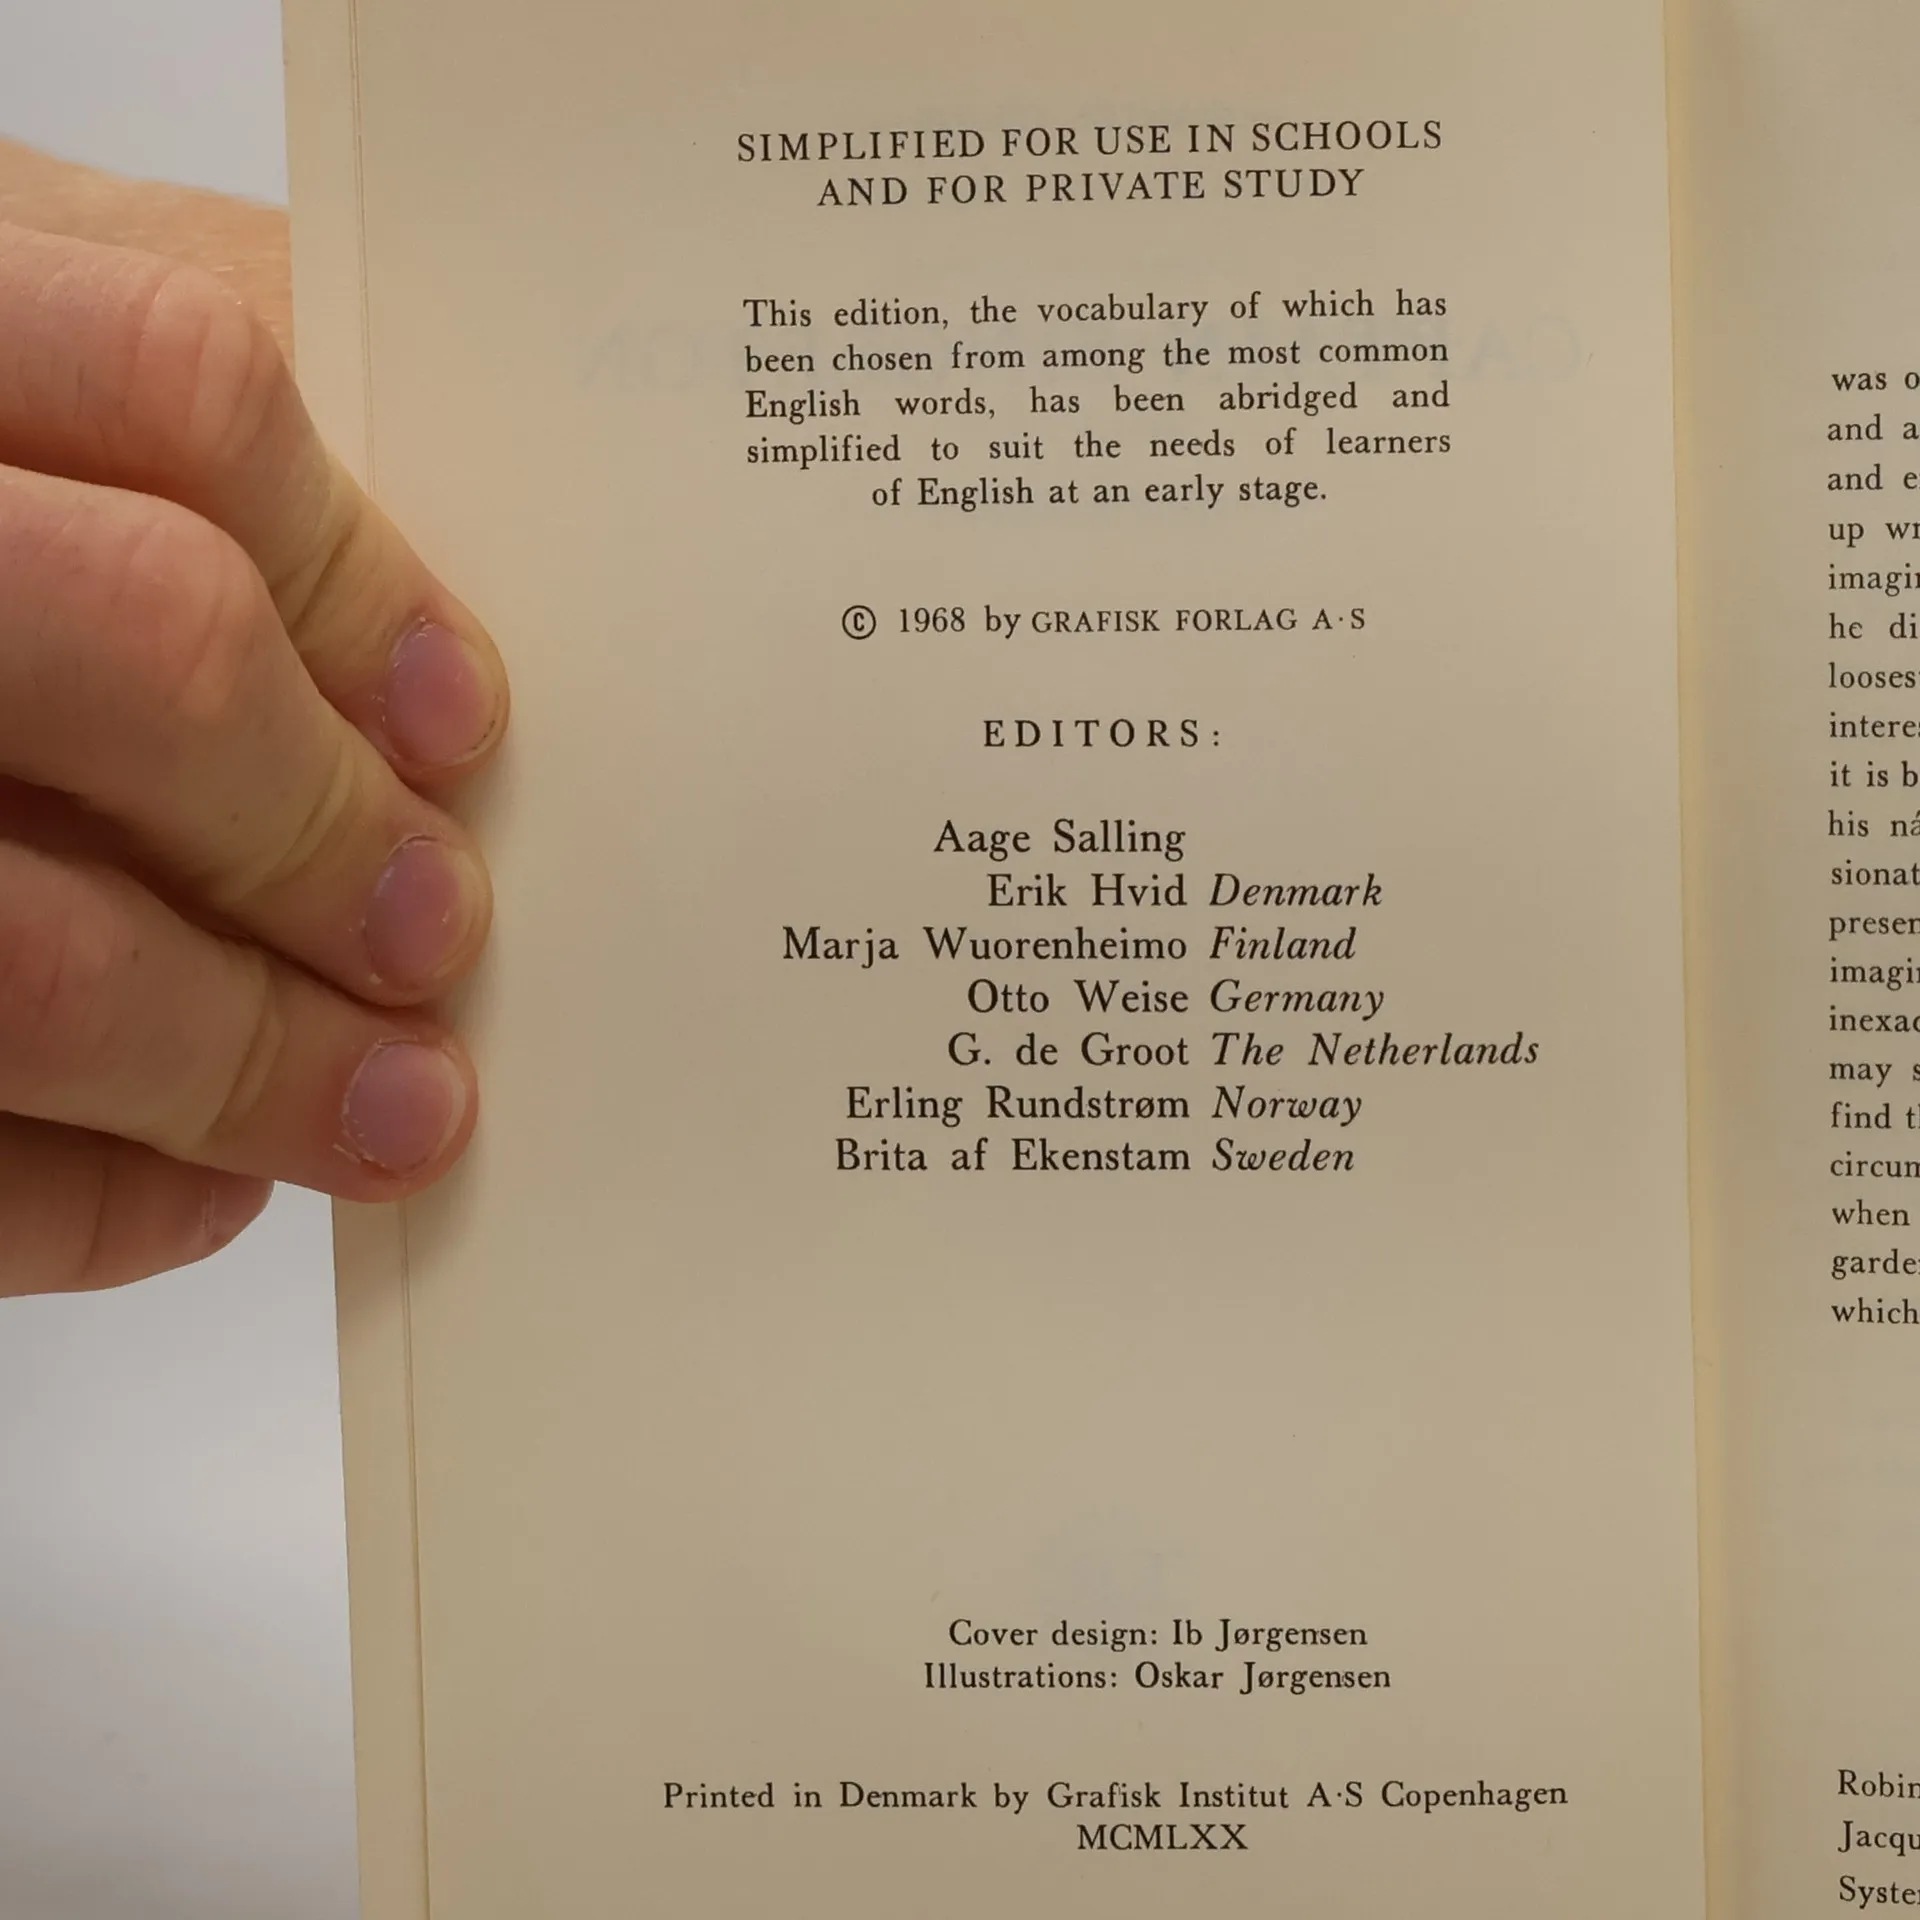 SIMPLIFIED FOR USE IN SCHOOLS
AND FOR PRIVATE STUDY
This edition, the vocabulary of which has
been chosen from among the most common
English words, has been abridged and
simplified to suit the needs of learners
of English at an early stage.
© 1968 by GRAFISK FORLAG A·S
EDITORS:
Aage Salling
Erik Hvid Denmark
Marja Wuorenheimo Finland
Otto Weise Germany
G. de Groot The Netherlands
Erling Rundstrøm Norway
Brita af Ekenstam Sweden
Cover design: Ib Jørgensen
Illustrations: Oskar Jørgensen
Printed in Denmark by Grafisk Institut A·S Copenhagen
MCMLXX
was
and
and
up
he
it is
his
may
find
when
which